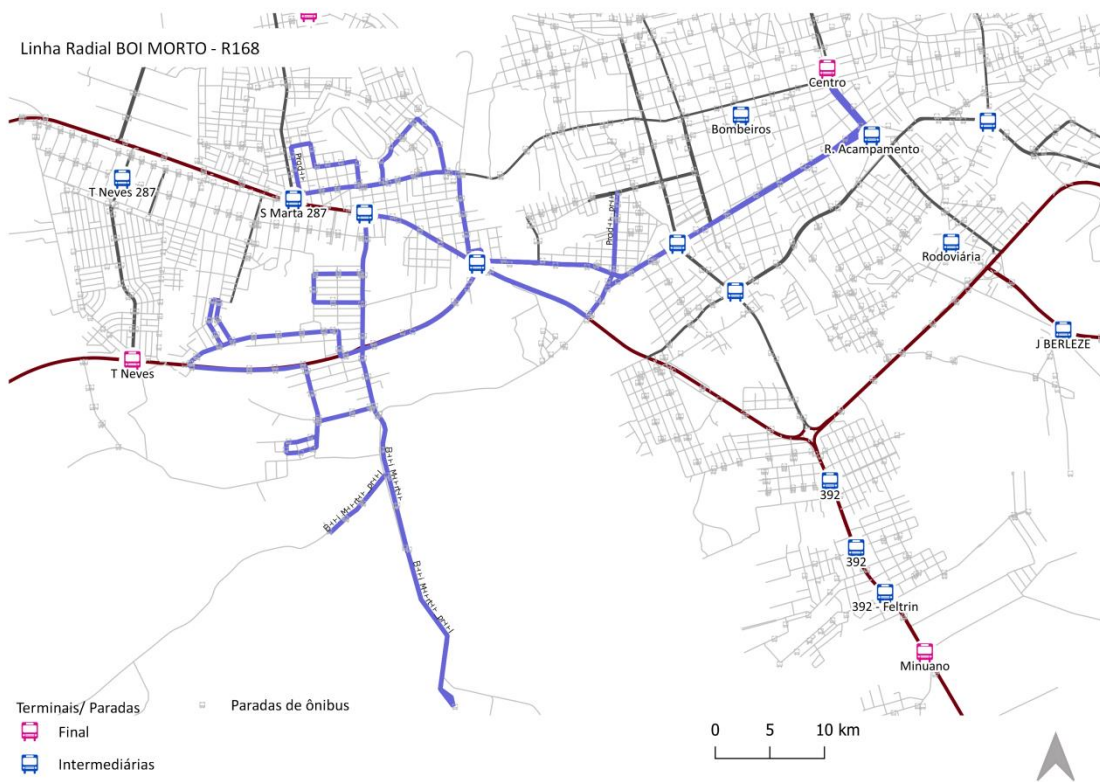 Linha Radial BOI MORTO - R168
Centro
Bombeiros
R. Acampamento
T Neves 287
S Marta 287
Rodoviária
J BERLEZE
T Neves
392
392
392 - Feltrin
Minuano
Terminais/ Paradas
Paradas de ônibus
Final
Intermediárias
0 5 10 km